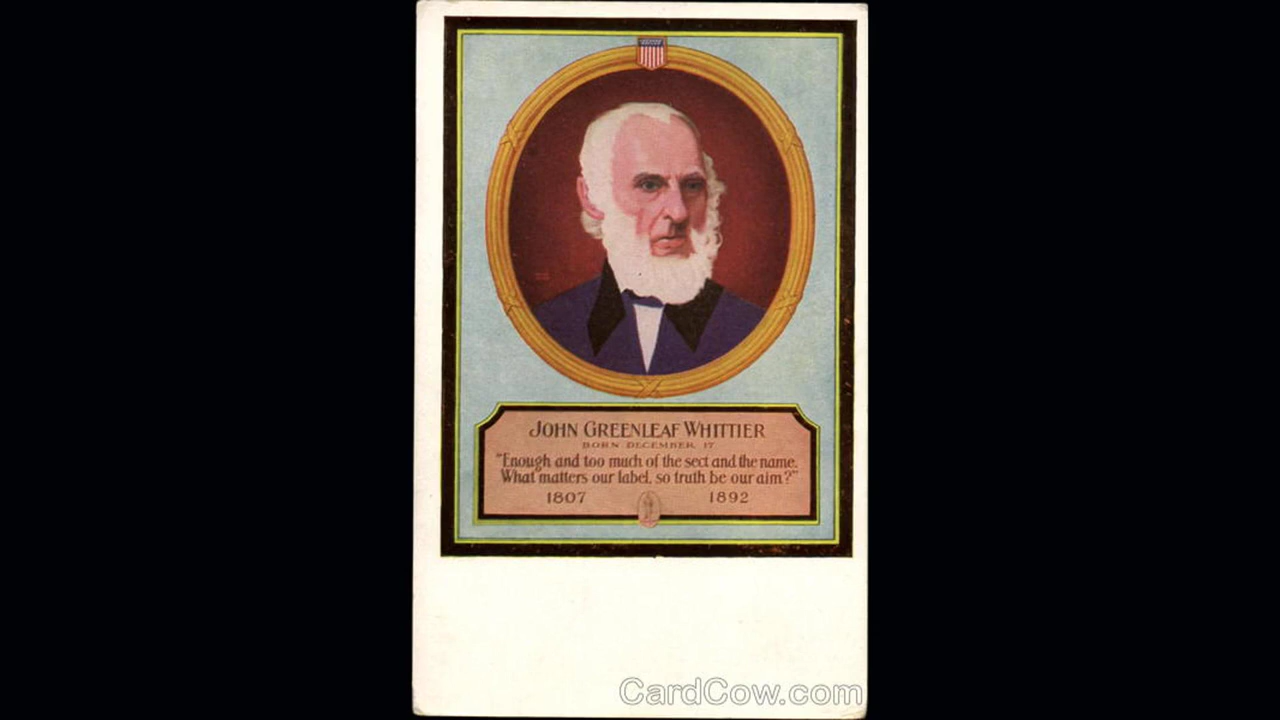 JOHN GREENLEAF WHITTIER
BORN DECEMBER 17
"Enough and too much of the sect and the name.
What matters our label, so truth be our aim?"
1807 1892
CardCow.com